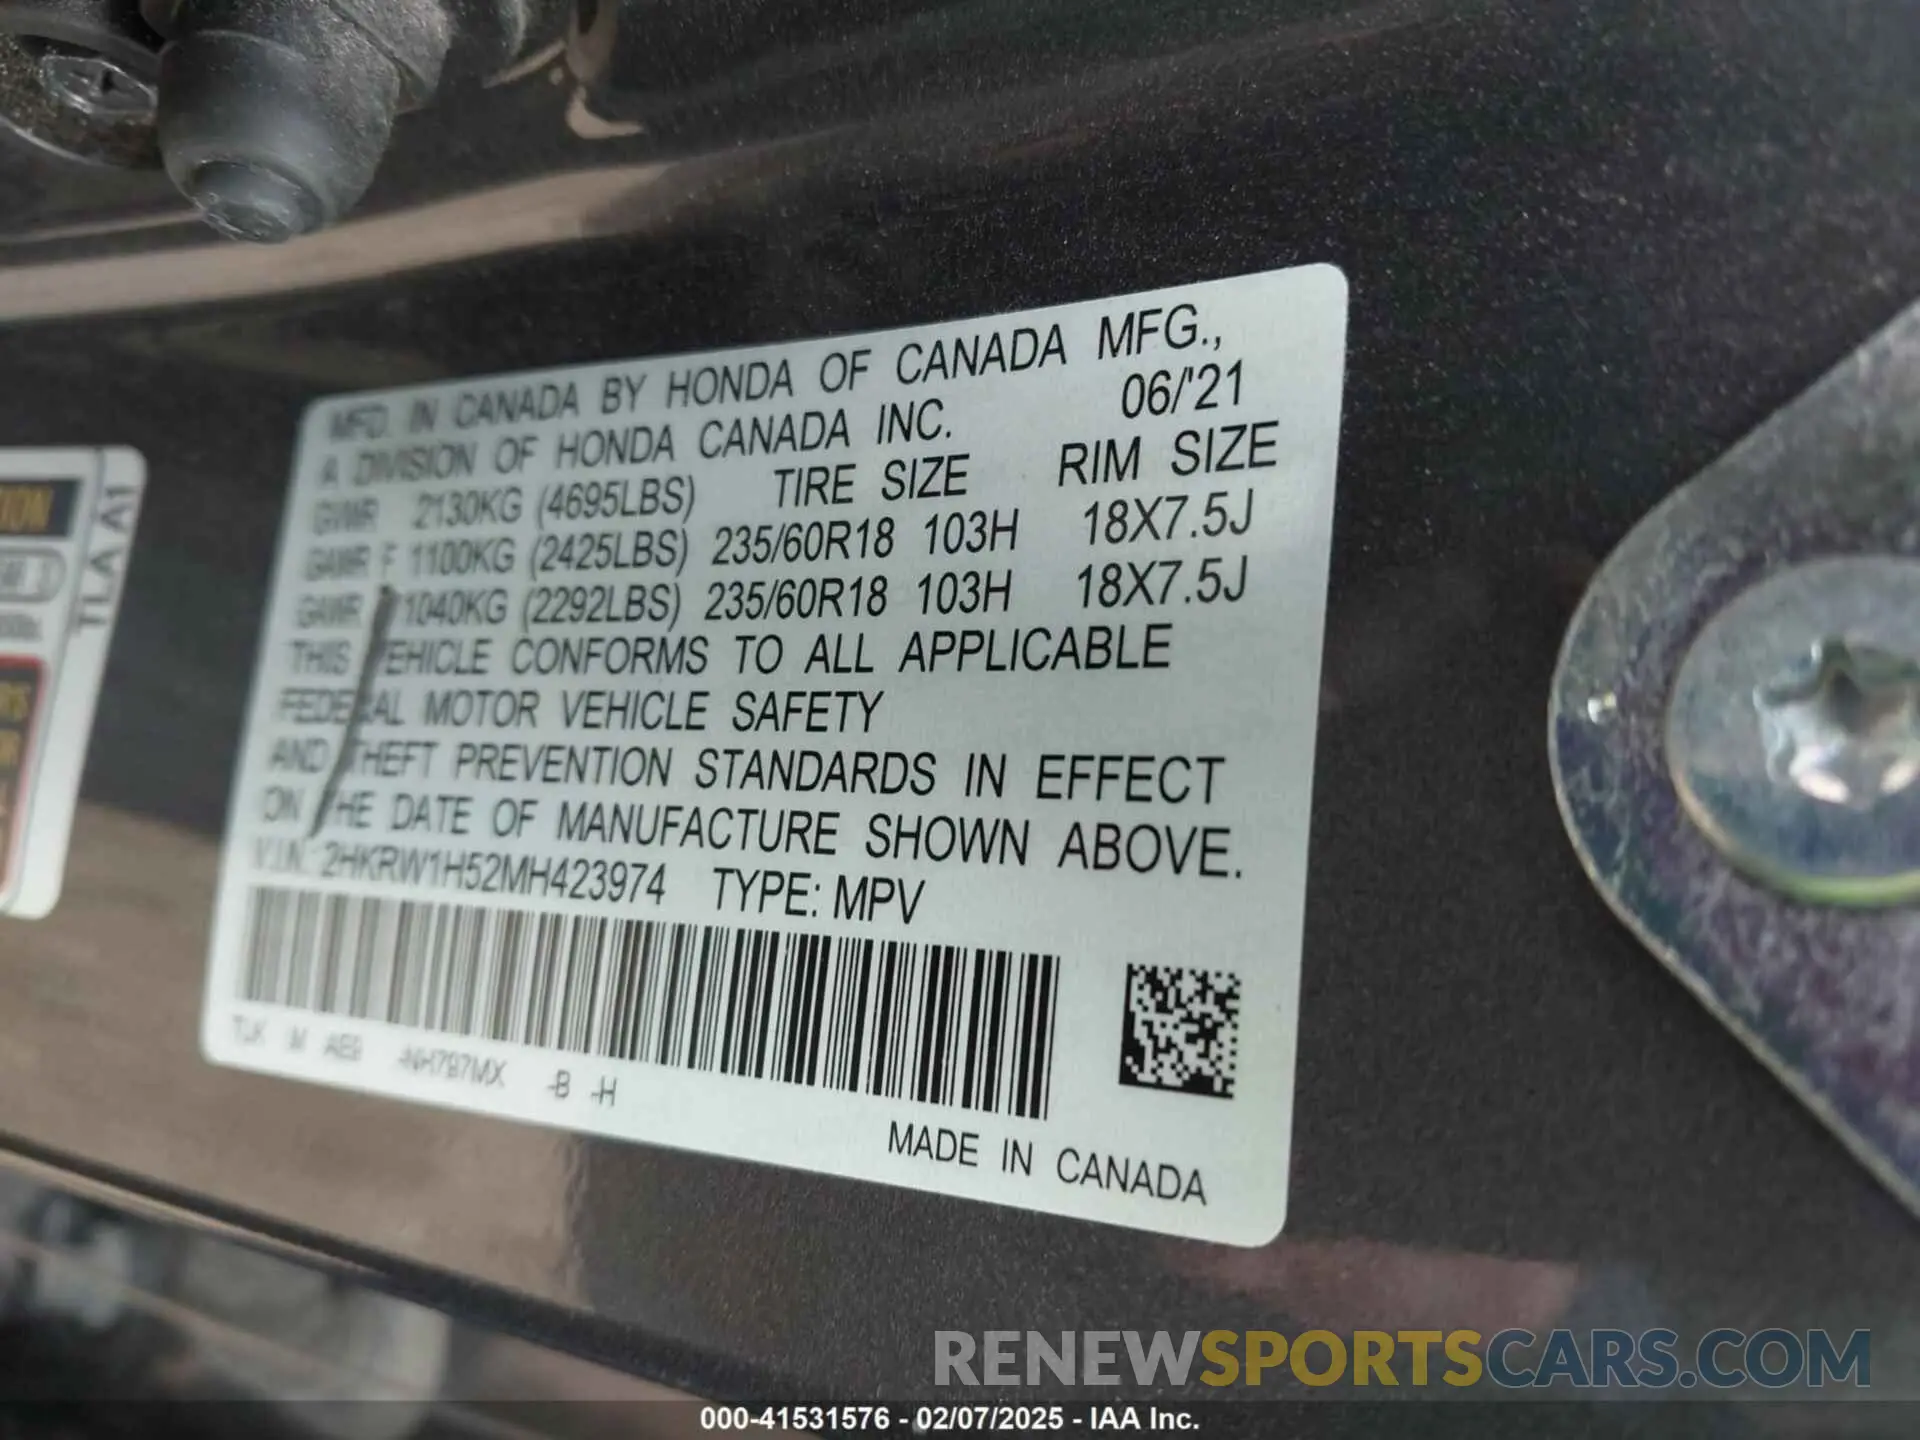 MFD. IN CANADA BY HONDA OF CANADA MFG.,
A DIVISION OF HONDA CANADA INC. 06/'21
GVWR 2130KG (4695LBS) TIRE SIZE RIM SIZE
GAWR F 1100KG (2425LBS) 235/60R18 103H 18X7.5J
GAWR 1040KG (2292LBS) 235/60R18 103H 18X7.5J
THIS VEHICLE CONFORMS TO ALL APPLICABLE
FEDERAL MOTOR VEHICLE SAFETY
AND THEFT PREVENTION STANDARDS IN EFFECT
ON THE DATE OF MANUFACTURE SHOWN ABOVE.
V.I.N. 2HKRW1H52MH423974 TYPE: MPV
TJK M AE9 -NH797MX -B -H
MADE IN CANADA
TLA A1
RENEWSPORTSCARS.COM
000-41531576 - 02/07/2025 - IAA Inc.